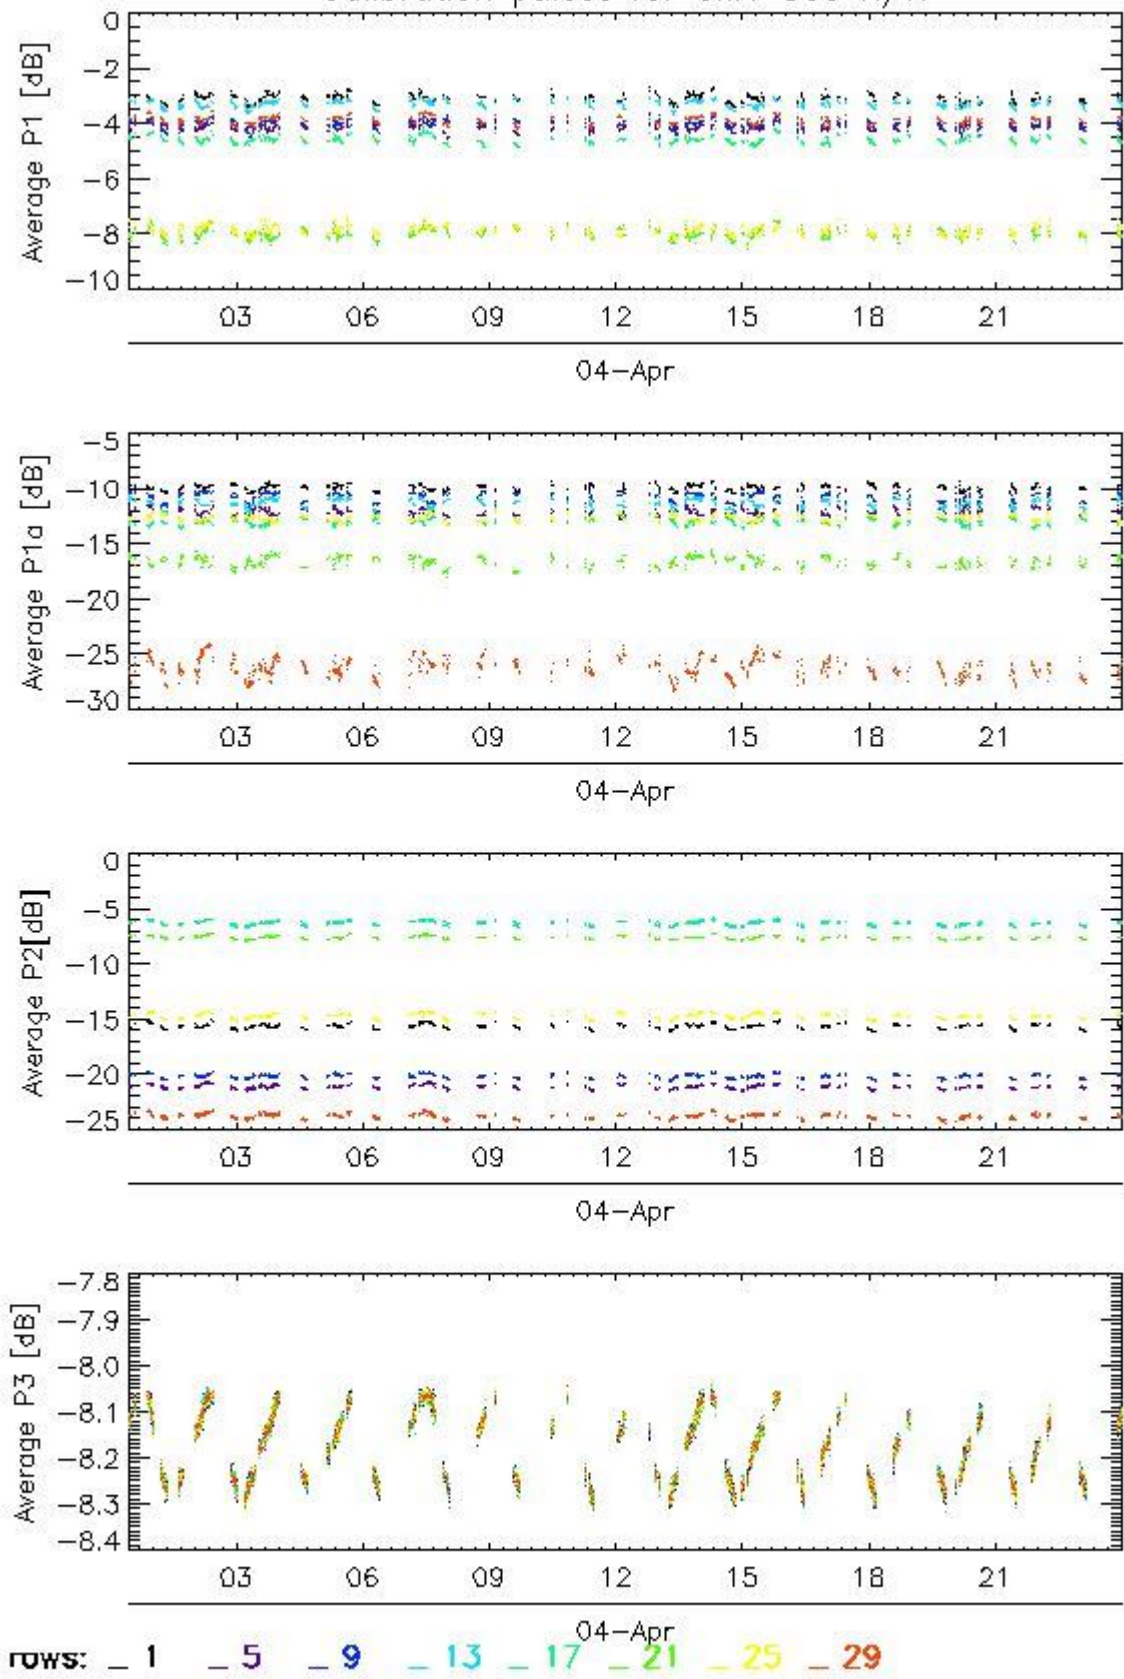 0
−2
−4
−6
−8
−10
Average P1 [dB]
03 06 09 12 15 18 21
04−Apr
−5
−10
−15
−20
−25
−30
Average P1a [dB]
03 06 09 12 15 18 21
04−Apr
0
−5
−10
−15
−20
−25
Average P2[dB]
03 06 09 12 15 18 21
04−Apr
−7.8
−7.9
−8.0
−8.1
−8.2
−8.3
−8.4
Average P3 [dB]
03 06 09 12 15 18 21
04−Apr
rows: _ 1 _ 5 _ 9 _ 13 _ 17 _ 21 _ 25 _ 29